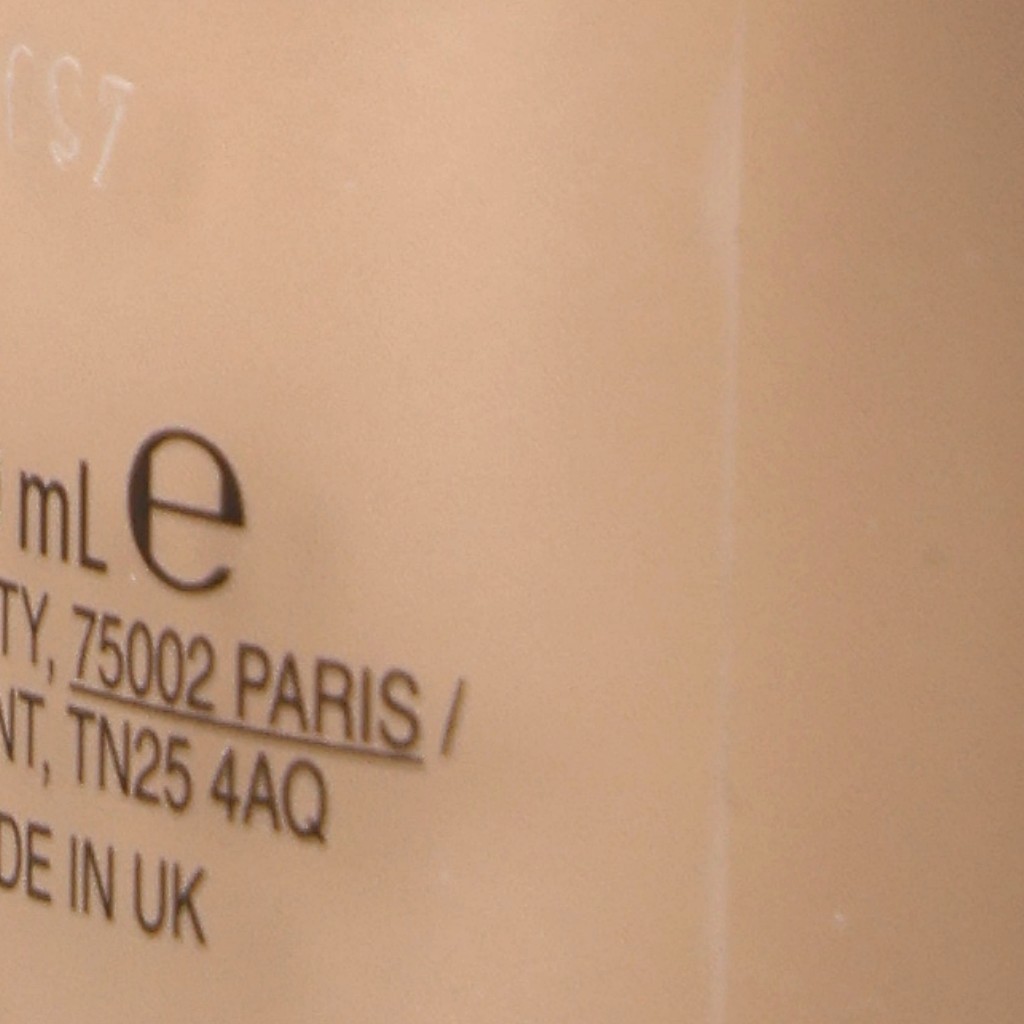 mL e
TY, 75002 PARIS /
NT, TN25 4AQ
DE IN UK